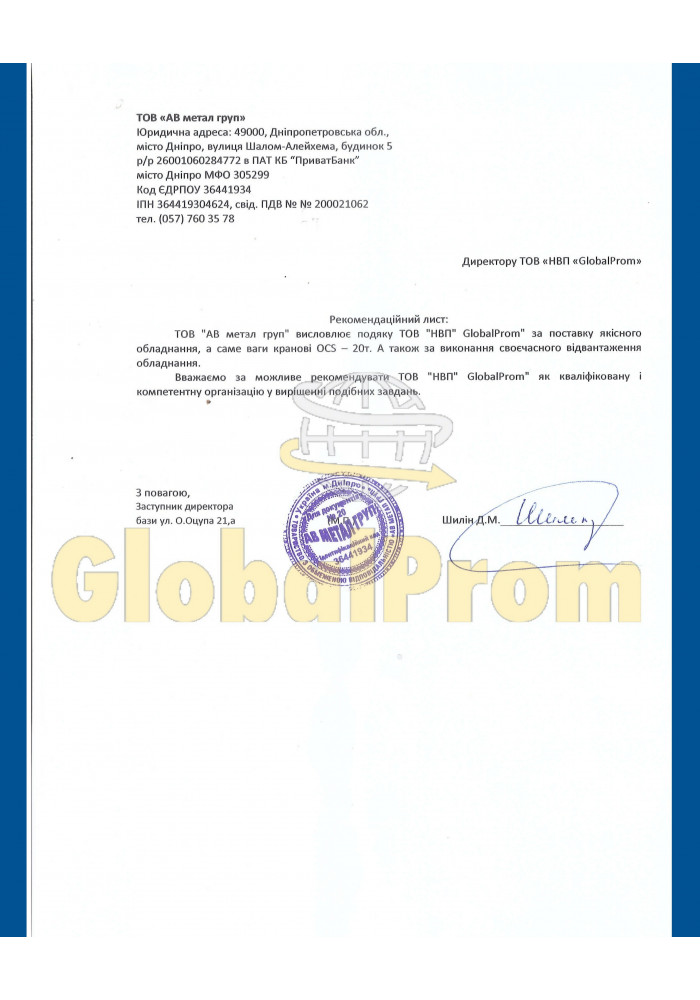 ТОВ «АВ метал груп»
Юридична адреса: 49000, Дніпропетровська обл.,
місто Дніпро, вулиця Шалом-Алейхема, будинок 5
р/р 26001060284772 в ПАТ КБ “ПриватБанк”
місто Дніпро МФО 305299
Код ЄДРПОУ 36441934
ІПН 364419304624, свід. ПДВ № № 200021062
тел. (057) 760 35 78
Директору ТОВ «НВП «GlobalProm»
Рекомендаційний лист:
ТОВ "АВ метал груп" висловлює подяку ТОВ "НВП" GlobalProm" за поставку якісного
обладнання, а саме ваги кранові OCS – 20т. А також за виконання своєчасного відвантаження
обладнання.
Вважаємо за можливе рекомендувати ТОВ "НВП" GlobalProm" як кваліфіковану і
компетентну організацію у вирішенні подібних завдань.
З повагою,
Заступник директора
бази ул. О.Оцупа 21,а
Шилін Д.М.
Україна м.Дніпро
Для документів
№ 20
АВ МЕТАЛ ГРУП
Ідентифікаційний код
36441934
GlobalProm